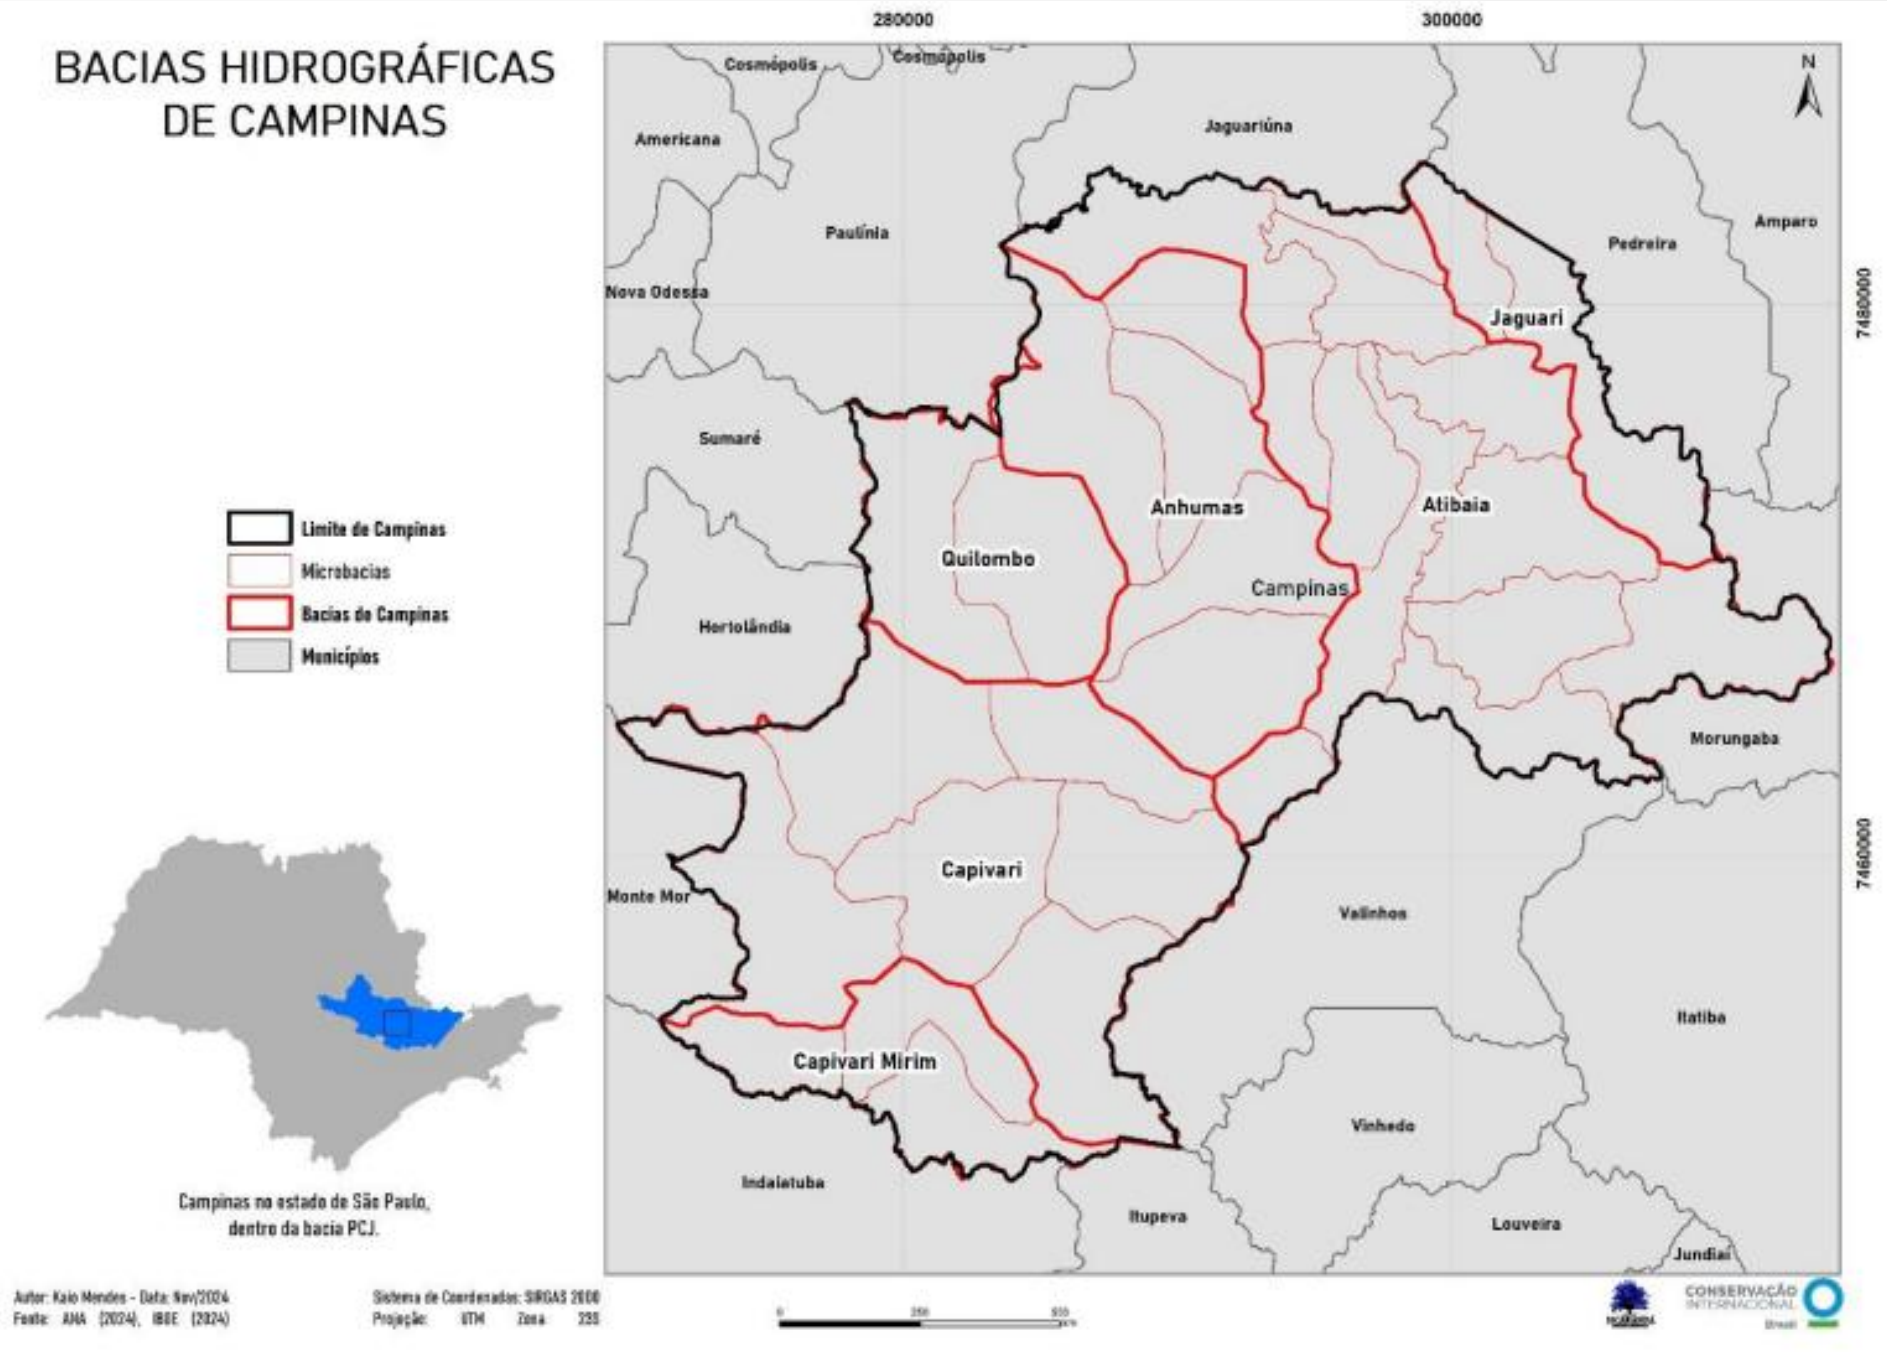 BACIAS HIDROGRÁFICAS
DE CAMPINAS
280000
300000
Cosmópolis
Cosmópolis
N
Jaguariúna
Americana
Paulínia
Pedreira
Amparo
Nova Odessa
7480000
Jaguari
Sumaré
Anhumas
Atibaia
Limite de Campinas
Quilombo
Microbacias
Campinas
Bacias de Campinas
Hortolândia
Municípios
Morungaba
7460000
Capivari
Monte Mor
Valinhos
Itatiba
Capivari Mirim
Vinhedo
Indaiatuba
Itupeva
Louveira
Jundiaí
Campinas no estado de São Paulo,
dentro da bacia PCJ.
Autor: Kaio Mendes - Data: Nov/2024
Fonte: ANA (2024), IBGE (2024)
Sistema de Coordenadas: SIRGAS 2000
Projeção: UTM Zona 23S
0 250 500
CONSERVAÇÃO
INTERNACIONAL
Brasil